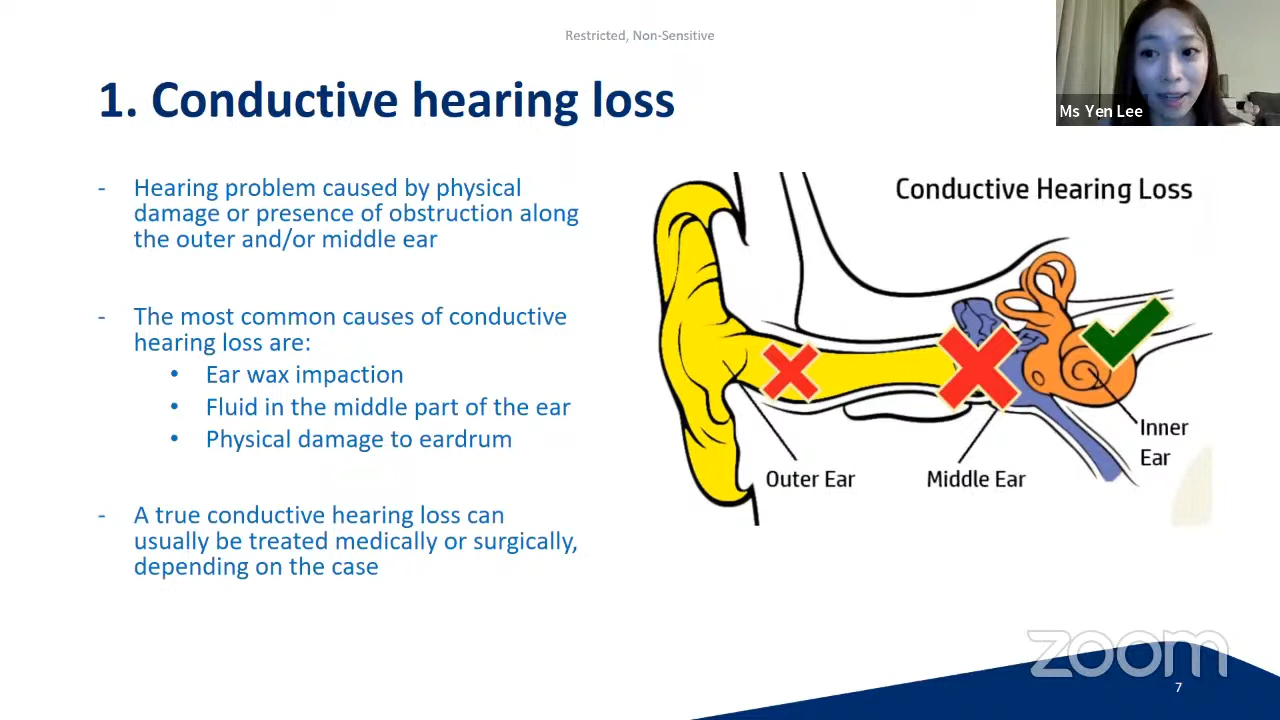 Restricted, Non-Sensitive
Ms Yen Lee
1. Conductive hearing loss
- Hearing problem caused by physical
damage or presence of obstruction along
the outer and/or middle ear
- The most common causes of conductive
hearing loss are:
• Ear wax impaction
• Fluid in the middle part of the ear
• Physical damage to eardrum
- A true conductive hearing loss can
usually be treated medically or surgically,
depending on the case
Conductive Hearing Loss
Outer Ear
Middle Ear
Inner
Ear
zoom
7